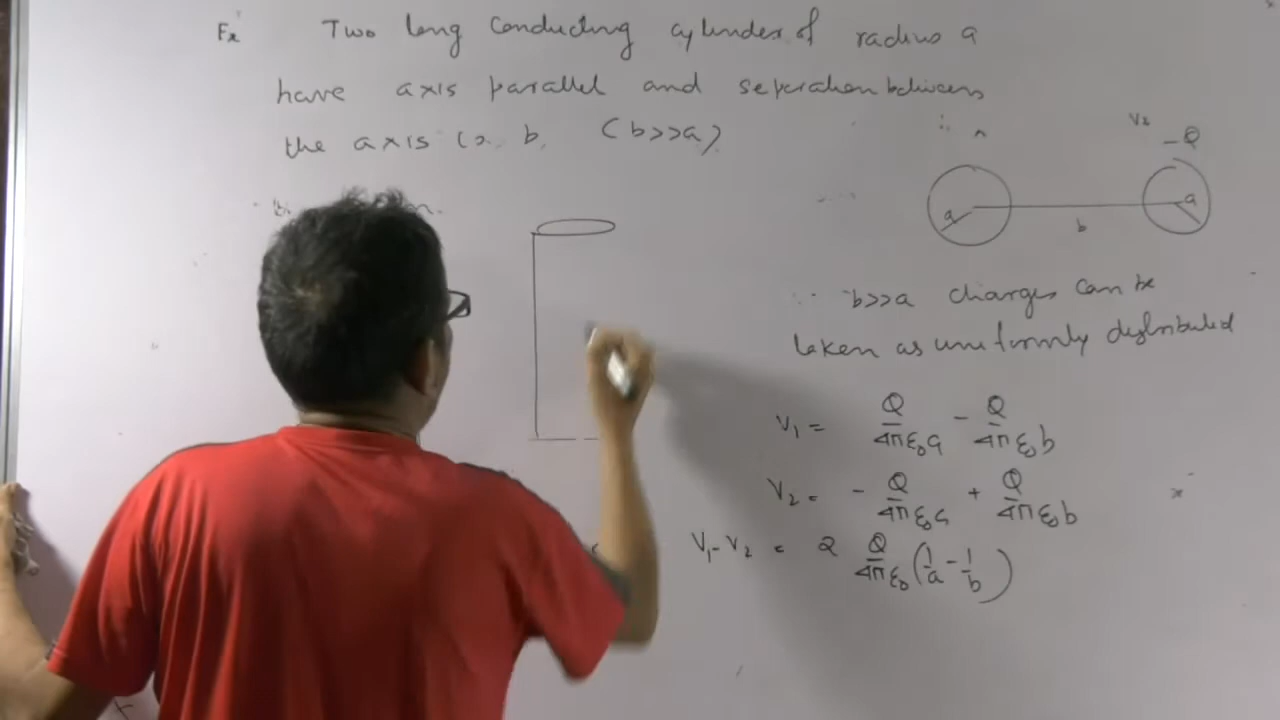 Ex Two long conducting cylinder of radius a
have axis parallel and separation between
the axis is b. (b>>a)
V2
-Q
a
a
b
∵ b>>a charges can be
taken as uniformly distributed
V1 = Q/4πε0a - Q/4πε0b
V2 = - Q/4πε0a + Q/4πε0b
V1-V2 = 2 Q/4πε0 (1/a - 1/b)